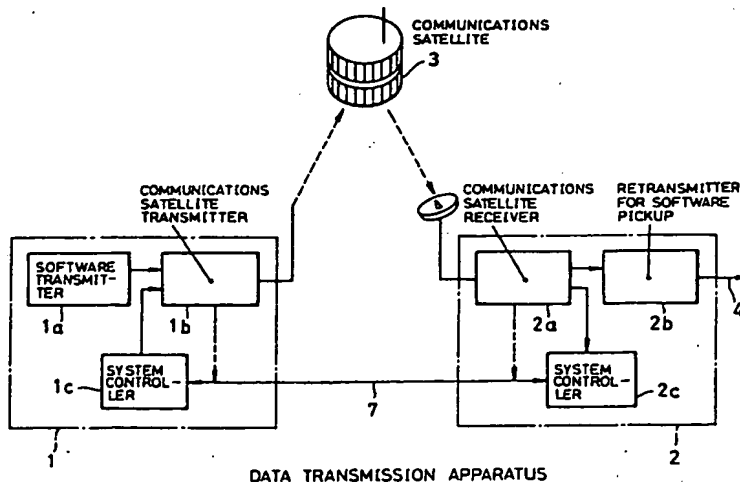 COMMUNICATIONS
SATELLITE
3
COMMUNICATIONS
SATELLITE
TRANSMITTER
COMMUNICATIONS
SATELLITE
RECEIVER
RETRANSMITTER
FOR SOFTWARE
PICKUP
SOFTWARE
TRANSMIT-
TER
1a
1b
2a
2b
4
1c
SYSTEM
CONTROL-
LER
7
SYSTEM
CONTROL-
LER
2c
1
2
DATA TRANSMISSION APPARATUS